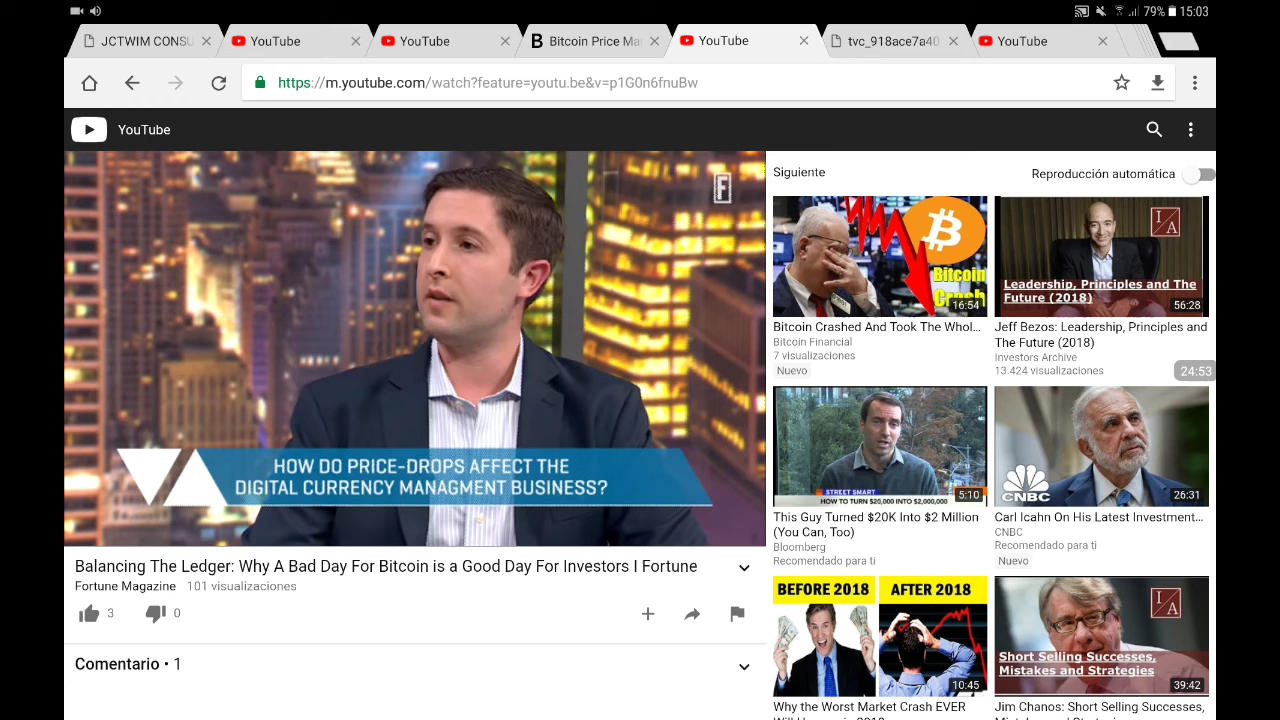 79% 15:03
JCTWIM CONSU
YouTube
YouTube
B Bitcoin Price Ma
YouTube
tvc_918ace7a40
YouTube
https://m.youtube.com/watch?feature=youtu.be&v=p1G0n6fnuBw
YouTube
F
HOW DO PRICE-DROPS AFFECT THE
DIGITAL CURRENCY MANAGMENT BUSINESS?
Balancing The Ledger: Why A Bad Day For Bitcoin is a Good Day For Investors I Fortune
Fortune Magazine 101 visualizaciones
3 0
Comentario • 1
Siguiente
Reproducción automática
Bitcoin
Crash
16:54
Bitcoin Crashed And Took The Whol...
Bitcoin Financial
7 visualizaciones
Nuevo
I/A
Leadership, Principles and The
Future (2018)
56:28
Jeff Bezos: Leadership, Principles and
The Future (2018)
Investors Archive
13.424 visualizaciones
24:53
STREET SMART
HOW TO TURN $20,000 INTO $2,000,000
5:10
This Guy Turned $20K Into $2 Million
(You Can, Too)
Bloomberg
Recomendado para ti
CNBC
26:31
Carl Icahn On His Latest Investment...
CNBC
Recomendado para ti
Nuevo
BEFORE 2018 AFTER 2018
10:45
Why the Worst Market Crash EVER
I/A
Short Selling Successes,
Mistakes and Strategies
39:42
Jim Chanos: Short Selling Successes,